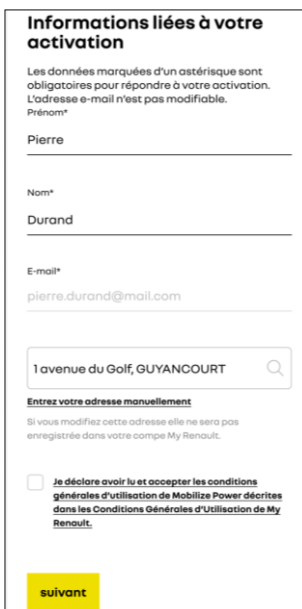 Informations liées à votre
activation
Les données marquées d'un astérisque sont
obligatoires pour répondre à votre activation.
L'adresse e-mail n'est pas modifiable.
Prénom*
Pierre
Nom*
Durand
E-mail*
pierre.durand@mail.com
1 avenue du Golf, GUYANCOURT
Entrez votre adresse manuellement
Si vous modifiez cette adresse elle ne sera pas
enregistrée dans votre compe My Renault.
Je déclare avoir lu et accepter les conditions
générales d'utilisation de Mobilize Power décrites
dans les Conditions Générales d'Utilisation de My
Renault.
suivant